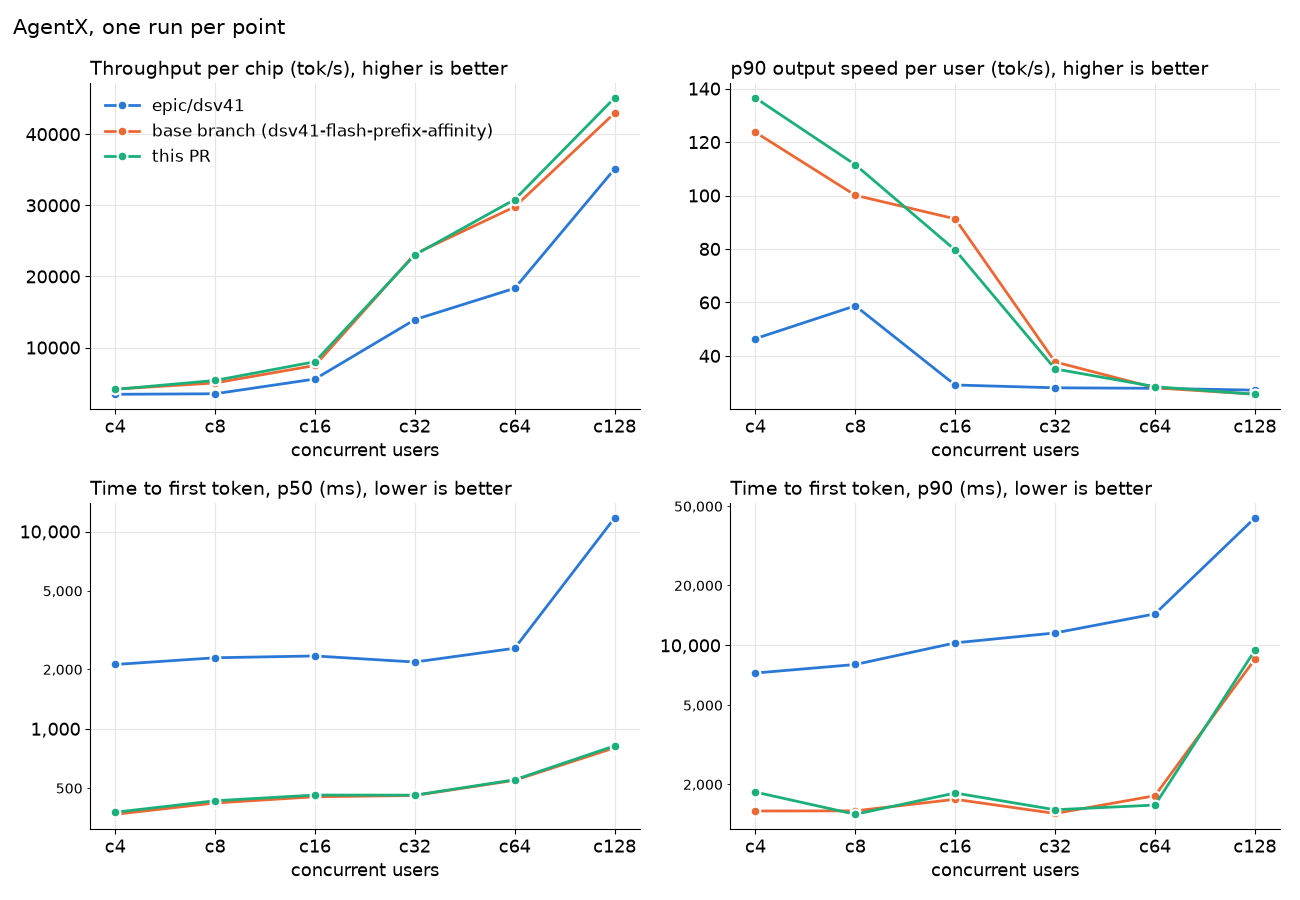 AgentX, one run per point
Throughput per chip (tok/s), higher is better
epic/dsv41
base branch (dsv41-flash-prefix-affinity)
this PR
40000
30000
20000
10000
c4 c8 c16 c32 c64 c128
concurrent users
p90 output speed per user (tok/s), higher is better
140
120
100
80
60
40
c4 c8 c16 c32 c64 c128
concurrent users
Time to first token, p50 (ms), lower is better
10,000
5,000
2,000
1,000
500
c4 c8 c16 c32 c64 c128
concurrent users
Time to first token, p90 (ms), lower is better
50,000
20,000
10,000
5,000
2,000
c4 c8 c16 c32 c64 c128
concurrent users